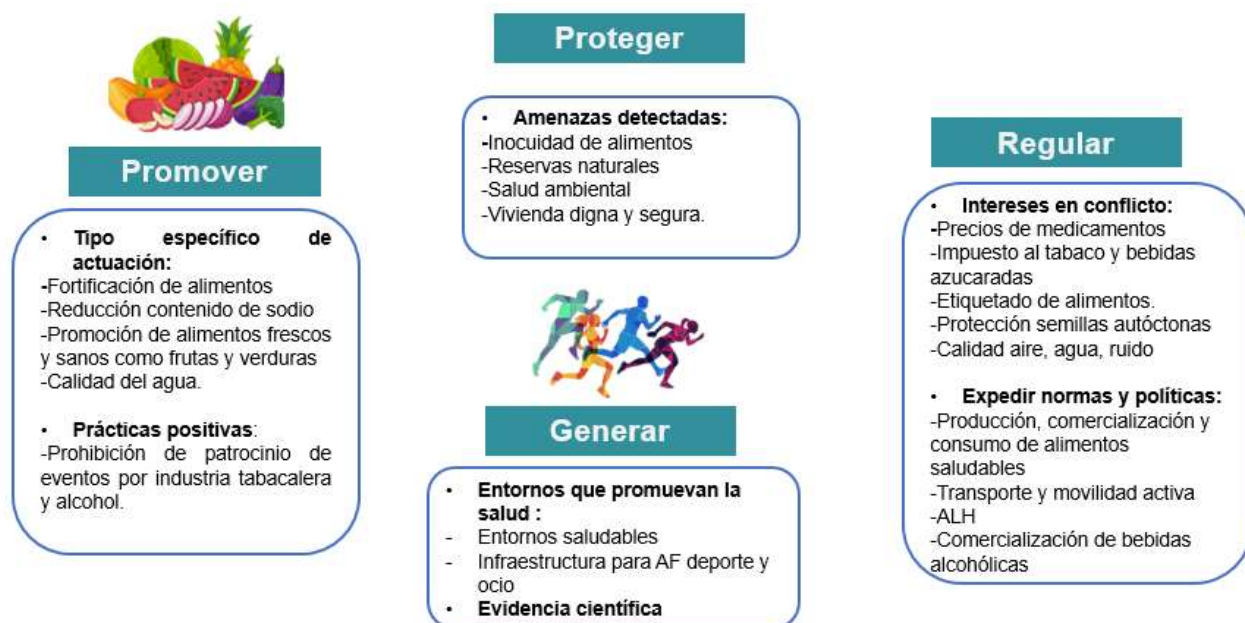 Promover
• Tipo específico de
actuación:
-Fortificación de alimentos
-Reducción contenido de sodio
-Promoción de alimentos frescos
y sanos como frutas y verduras
-Calidad del agua.
• Prácticas positivas:
-Prohibición de patrocinio de
eventos por industria tabacalera
y alcohol.
Proteger
• Amenazas detectadas:
-Inocuidad de alimentos
-Reservas naturales
-Salud ambiental
-Vivienda digna y segura.
Generar
• Entornos que promuevan la
salud :
- Entornos saludables
- Infraestructura para AF deporte y
ocio
• Evidencia científica
Regular
• Intereses en conflicto:
-Precios de medicamentos
-Impuesto al tabaco y bebidas
azucaradas
-Etiquetado de alimentos.
-Protección semillas autóctonas
-Calidad aire, agua, ruido
• Expedir normas y políticas:
-Producción, comercialización y
consumo de alimentos
saludables
-Transporte y movilidad activa
-ALH
-Comercialización de bebidas
alcohólicas